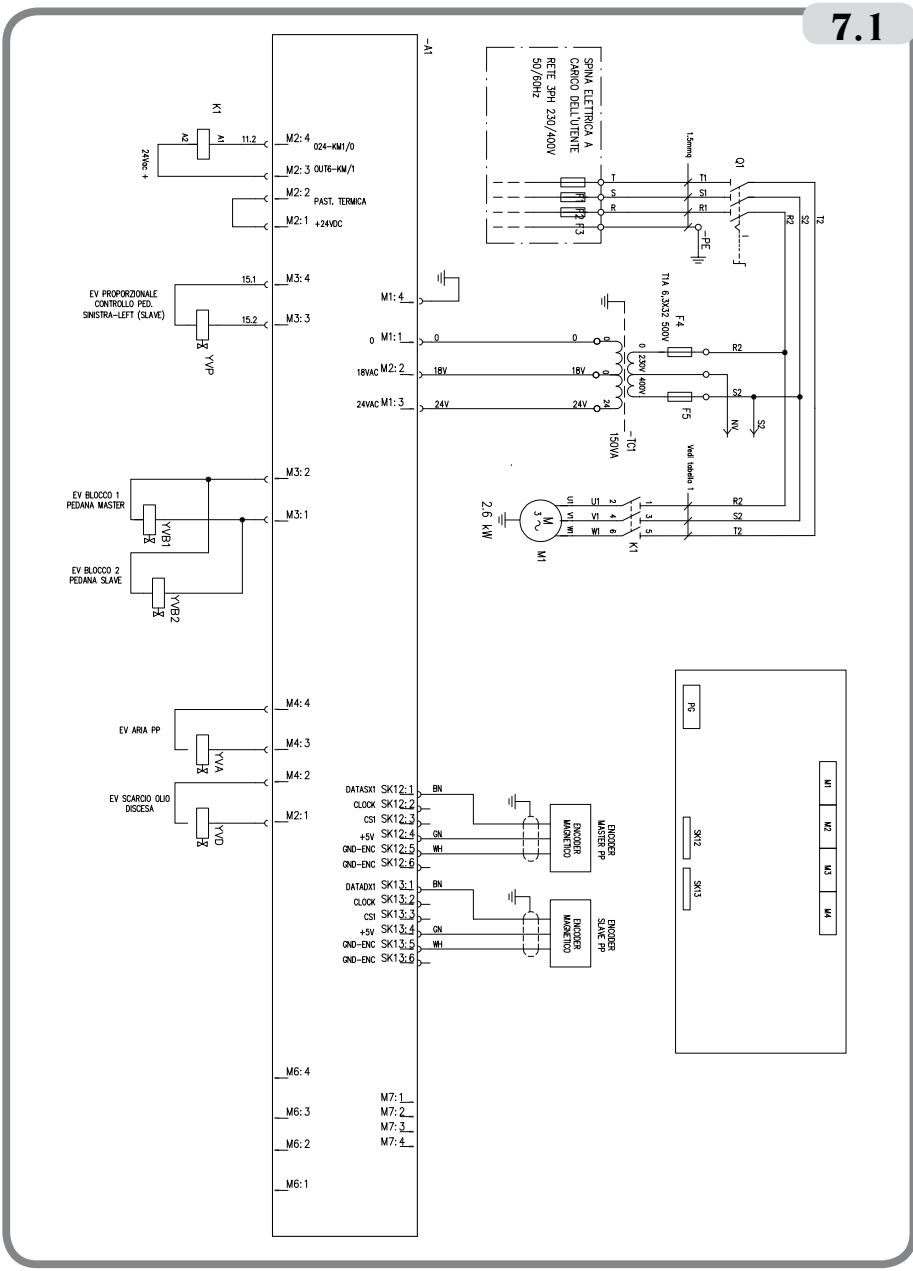 7.1
-A1
K1
A2
A1
11.2
24Vac +
M2:4
024-KM1/0
M2:3
OUT6-KM/1
M2:2
PAST. TERMICA
M2:1
+24VDC
EV PROPORZIONALE
CONTROLLO PED.
SINISTRA-LEFT (SLAVE)
15.1
15.2
M3:4
M3:3
YVP
EV BLOCCO 1
PEDANA MASTER
YVB1
M3:2
M3:1
EV BLOCCO 2
PEDANA SLAVE
YVB2
EV ARIA PP
YVA
M4:4
M4:3
EV SCARCIO OLIO
DISCESA
YVD
M4:2
M2:1
M6:4
M6:3
M6:2
M6:1
M1:4
0 M1:1
18VAC M2:2
24VAC M1:3
0
18V
24V
0
18V
24V
0
0
24
-TC1
150VA
0
230V
400V
T1A 6,3X32 500V
F4
F5
R2
S2
NV
S2
SPINA ELETTRICA A
CARICO DELL'UTENTE
RETE 3PH 230/400V
50/60Hz
F1
F2
F3
T
S
R
-PE
1.5mmq
T1
S1
R1
Q1
I
R2
S2
T2
Vedi tabella 1
R2
S2
T2
1
3
5
K1
2
4
6
U1
V1
W1
U1
V1
W1
M
3
M1
2.6 kW
DATASX1 SK12:1
CLOCK SK12:2
CS1 SK12:3
+5V SK12:4
GND-ENC SK12:5
GND-ENC SK12:6
BN
GN
WH
ENCODER
MAGNETICO
ENCODER
MASTER PP
DATADX1 SK13:1
CLOCK SK13:2
CS1 SK13:3
+5V SK13:4
GND-ENC SK13:5
GND-ENC SK13:6
BN
GN
WH
ENCODER
MAGNETICO
ENCODER
SLAVE PP
M7:1
M7:2
M7:3
M7:4
PG
SK12
SK13
M1
M2
M3
M4